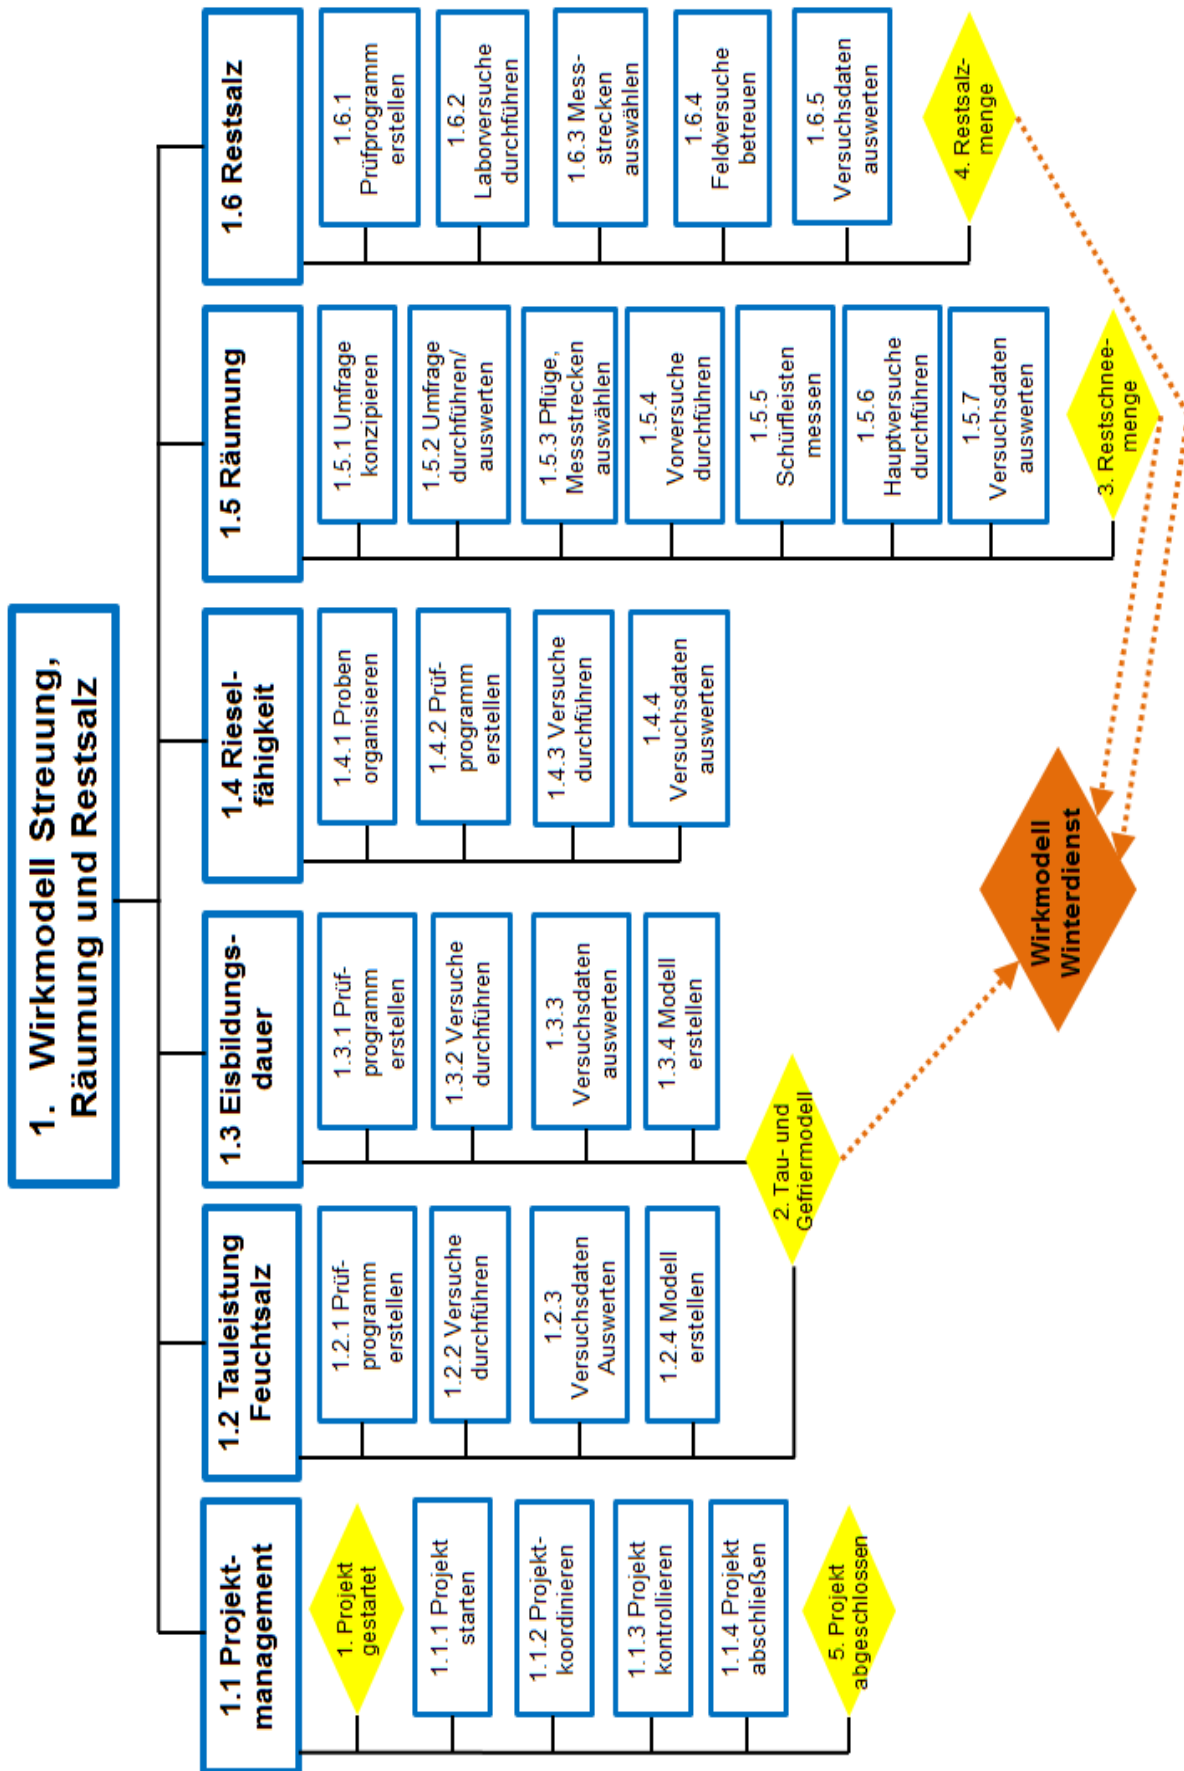 1. Wirkmodell Streuung,
Räumung und Restsalz
1.1 Projekt-
management
1. Projekt
gestartet
1.1.1 Projekt
starten
1.1.2 Projekt-
koordinieren
1.1.3 Projekt
kontrollieren
1.1.4 Projekt
abschließen
5. Projekt
abgeschlossen
1.2 Tauleistung
Feuchtsalz
1.2.1 Prüf-
programm
erstellen
1.2.2 Versuche
durchführen
1.2.3
Versuchsdaten
Auswerten
1.2.4 Modell
erstellen
1.3 Eisbildungs-
dauer
1.3.1 Prüf-
programm
erstellen
1.3.2 Versuche
durchführen
1.3.3
Versuchsdaten
auswerten
1.3.4 Modell
erstellen
2. Tau- und
Gefriermodell
1.4 Riesel-
fähigkeit
1.4.1 Proben
organisieren
1.4.2 Prüf-
programm
erstellen
1.4.3 Versuche
durchführen
1.4.4
Versuchsdaten
auswerten
1.5 Räumung
1.5.1 Umfrage
konzipieren
1.5.2 Umfrage
durchführen/
auswerten
1.5.3 Pflüge,
Messstrecken
auswählen
1.5.4
Vorversuche
durchführen
1.5.5
Schürfleisten
messen
1.5.6
Hauptversuche
durchführen
1.5.7
Versuchsdaten
auswerten
3. Restschnee-
menge
1.6 Restsalz
1.6.1
Prüfprogramm
erstellen
1.6.2
Laborversuche
durchführen
1.6.3 Mess-
strecken
auswählen
1.6.4
Feldversuche
betreuen
1.6.5
Versuchsdaten
auswerten
4. Restsalz-
menge
Wirkmodell
Winterdienst